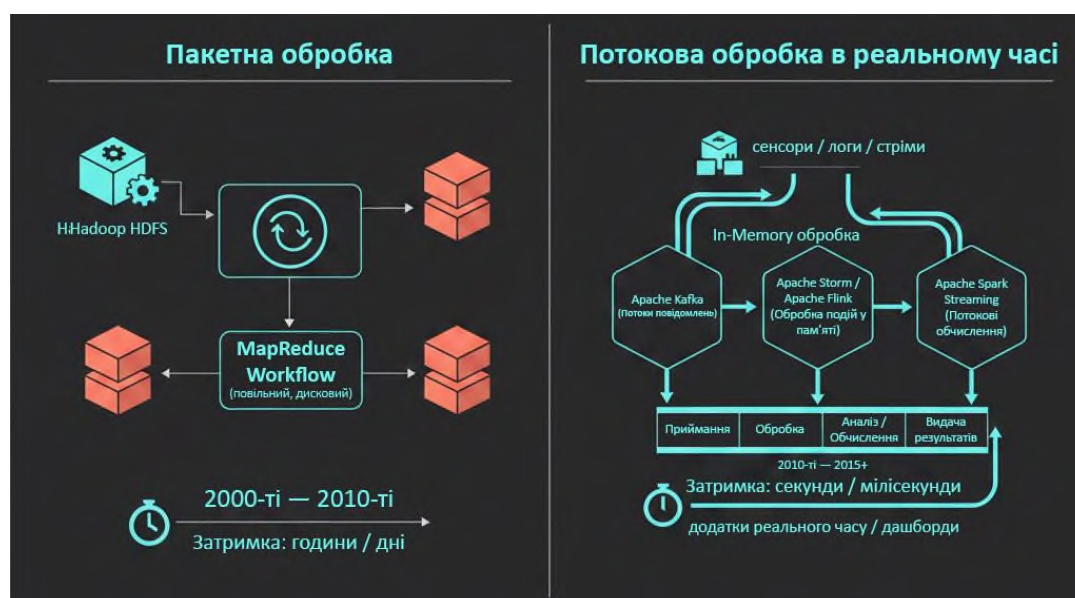 Пакетна обробка
HHadoop HDFS
MapReduce
Workflow
(повільний, дисковий)
2000-ті — 2010-ті
Затримка: години / дні
Потокова обробка в реальному часі
сенсори / логи / стріми
In-Memory обробка
Apache Kafka
(Потоки повідомлень)
Apache Storm /
Apache Flink
(Обробка подій у
пам'яті)
Apache Spark
Streaming
(Потокові
обчислення)
Приймання
Обробка
Аналіз /
Обчислення
Видача
результатів
2010-ті — 2015+
Затримка: секунди / мілісекунди
додатки реального часу / дашборди